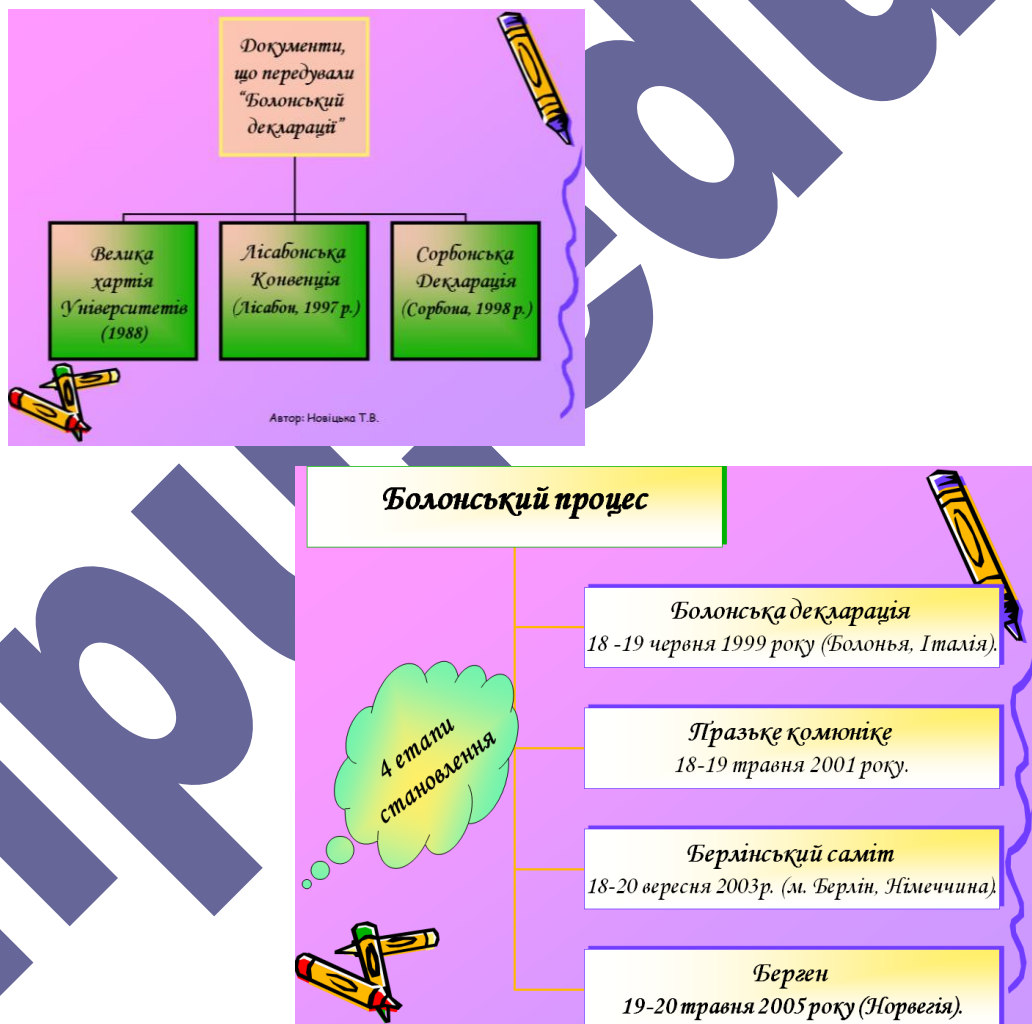 Документи,
що передували
“Болонський
декларації”
Велика
хартія
Університетів
(1988)
Лісабонська
Конвенція
(Лісабон, 1997 р.)
Сорбонська
Декларація
(Сорбона, 1998 р.)
Автор: Новіцька Т.В.
Болонський процес
4 етапи
становлення
Болонська декларація
18 -19 червня 1999 року (Болонья, Італія).
Празьке комюніке
18-19 травня 2001 року.
Берлінський саміт
18-20 вересня 2003р. (м. Берлін, Німеччина).
Берген
19-20 травня 2005 року (Норвегія).